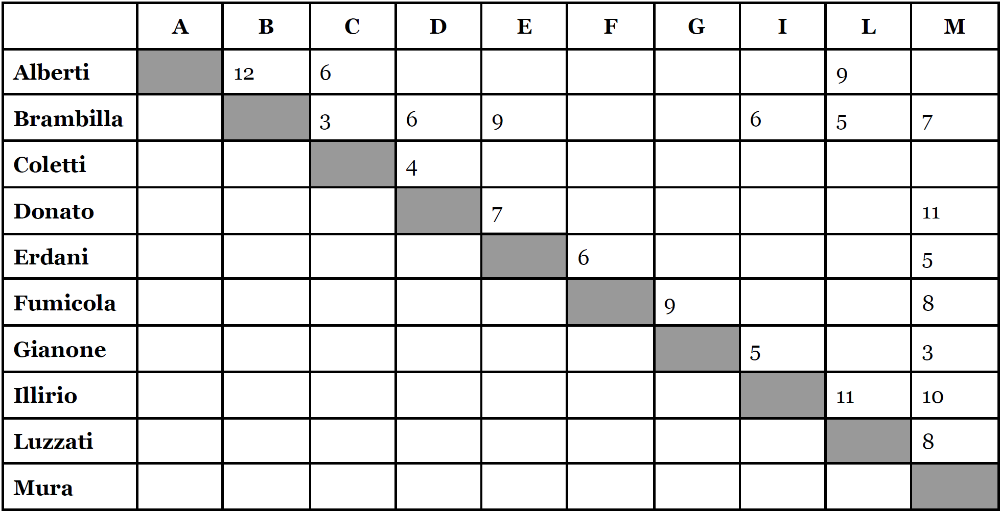 A B C D E F G I L M
Alberti 12 6 9
Brambilla 3 6 9 6 5 7
Coletti 4
Donato 7 11
Erdani 6 5
Fumicola 9 8
Gianone 5 3
Illirio 11 10
Luzzati 8
Mura